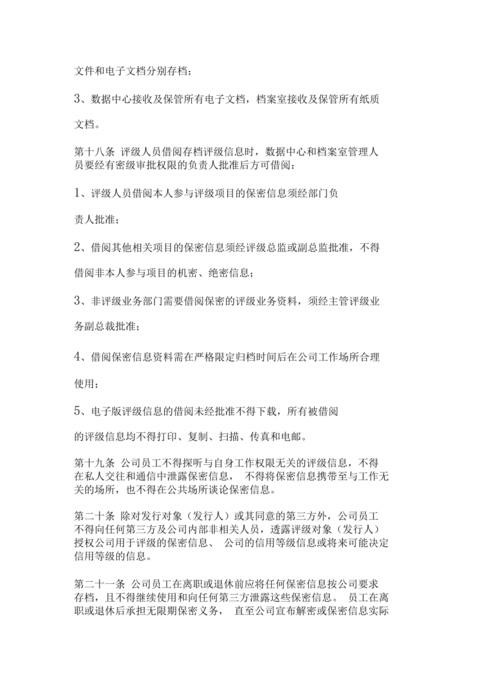 文件和电子文档分别存档；
3、数据中心接收及保管所有电子文档，档案室接收及保管所有纸质
文档。
第十八条 评级人员借阅存档评级信息时，数据中心和档案室管理人
员要经有密级审批权限的负责人批准后方可借阅：
1、评级人员借阅本人参与评级项目的保密信息须经部门负
责人批准；
2、借阅其他相关项目的保密信息须经评级总监或副总监批准，不得
借阅非本人参与项目的机密、绝密信息；
3、非评级业务部门需要借阅保密的评级业务资料，须经主管评级业
务副总裁批准；
4、借阅保密信息资料需在严格限定归档时间后在公司工作场所合理
使用；
5、电子版评级信息的借阅未经批准不得下载，所有被借阅
的评级信息均不得打印、复制、扫描、传真和电邮。
第十九条 公司员工不得探听与自身工作权限无关的评级信息，不得
在私人交往和通信中泄露保密信息， 不得将保密信息携带至与工作无
关的场所，也不得在公共场所谈论保密信息。
第二十条 除对发行对象（发行人）或其同意的第三方外，公司员工
不得向任何第三方及公司内部非相关人员，透露评级对象（发行人）
授权公司用于评级的保密信息、 公司的信用等级信息或将来可能决定
信用等级的信息。
第二十一条 公司员工在离职或退休前应将任何保密信息按公司要求
存档，且不得继续使用和向任何第三方泄露这些保密信息。 员工在离
职或退休后承担无限期保密义务， 直至公司宣布解密或保密信息实际